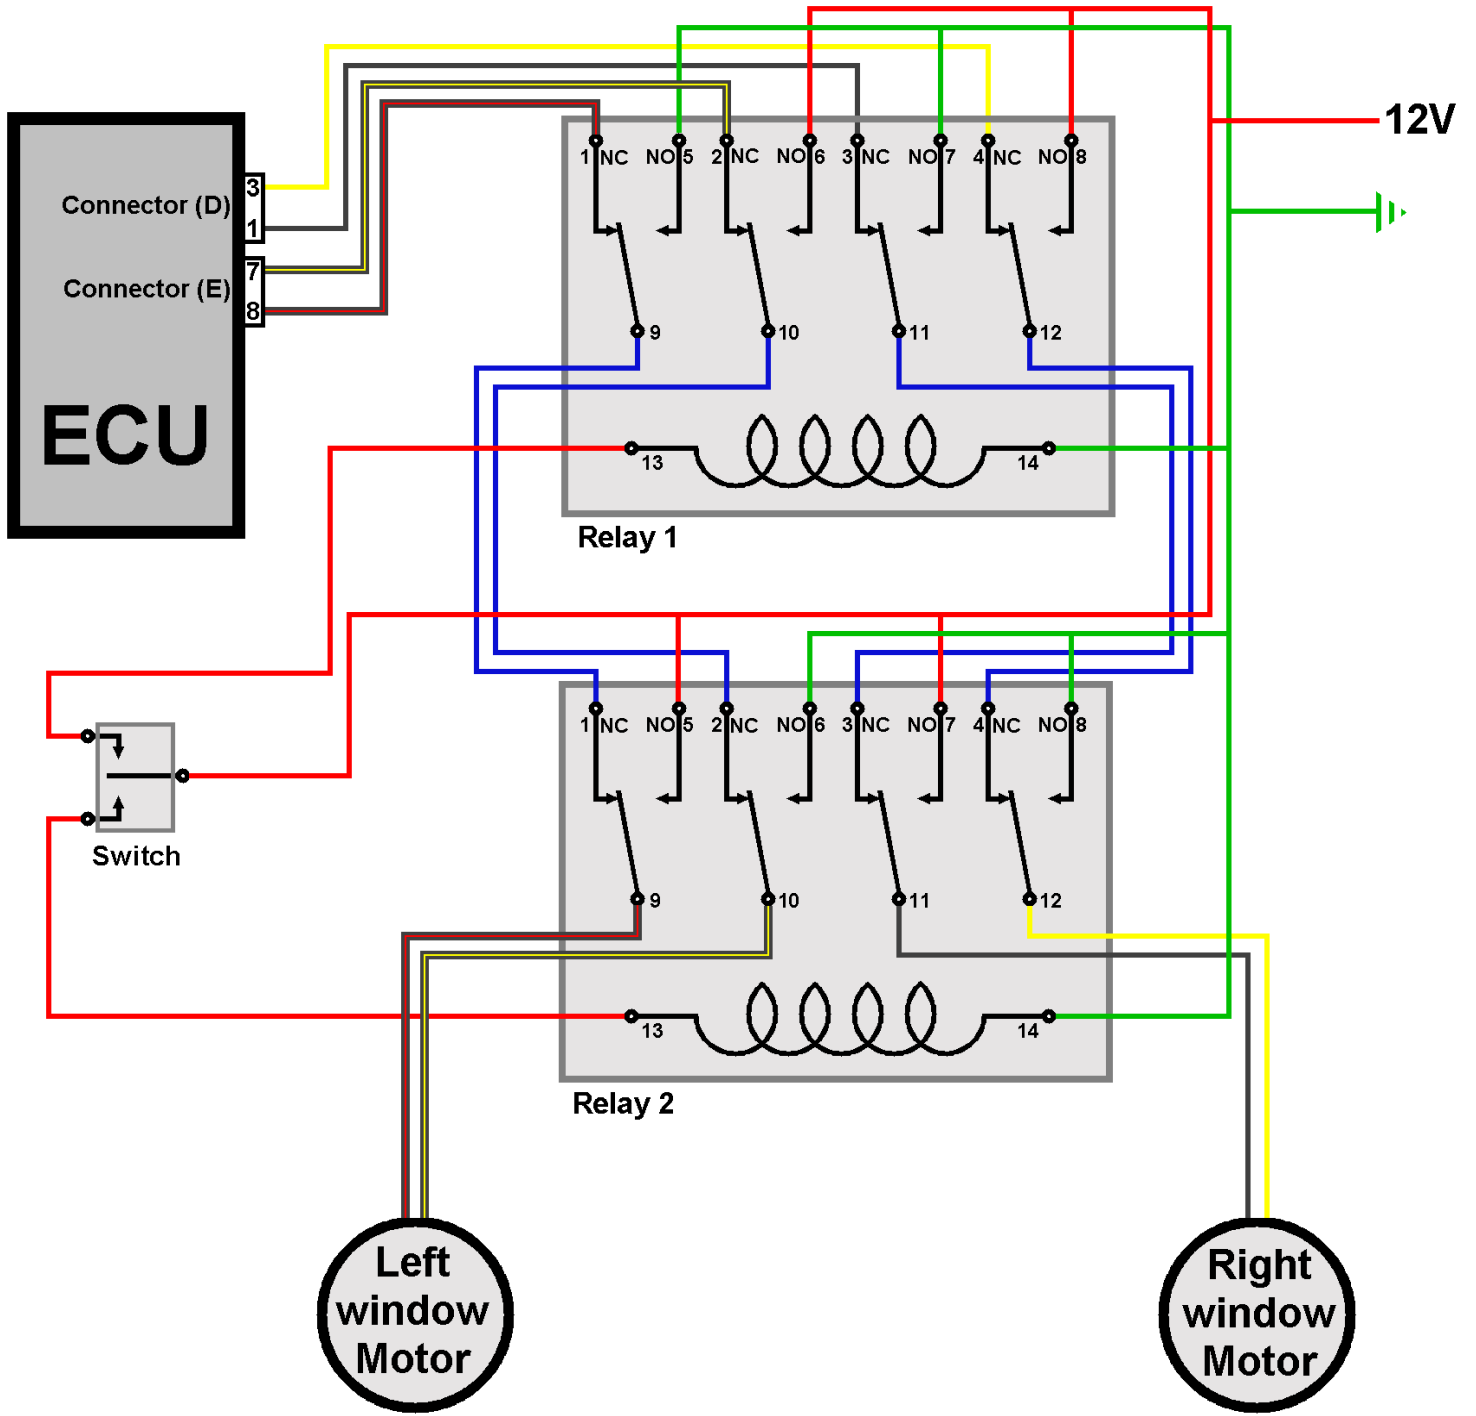 12V
1 NC NO 5 2 NC NO 6 3 NC NO 7 4 NC NO 8
Connector (D) 3
1
Connector (E) 7
8
9 10 11 12
ECU
13 14
Relay 1
1 NC NO 5 2 NC NO 6 3 NC NO 7 4 NC NO 8
Switch
9 10 11 12
13 14
Relay 2
Left
window
Motor
Right
window
Motor